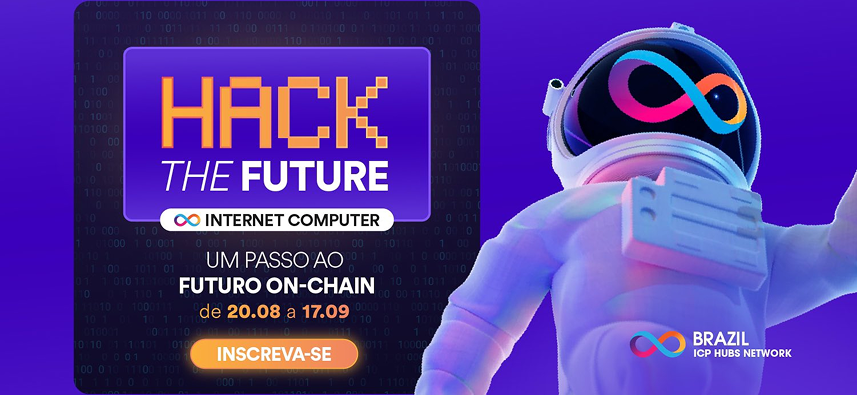 HACK
THE FUTURE
INTERNET COMPUTER
UM PASSO AO
FUTURO ON-CHAIN
de 20.08 a 17.09
INSCREVA-SE
BRAZIL
ICP HUBS NETWORK